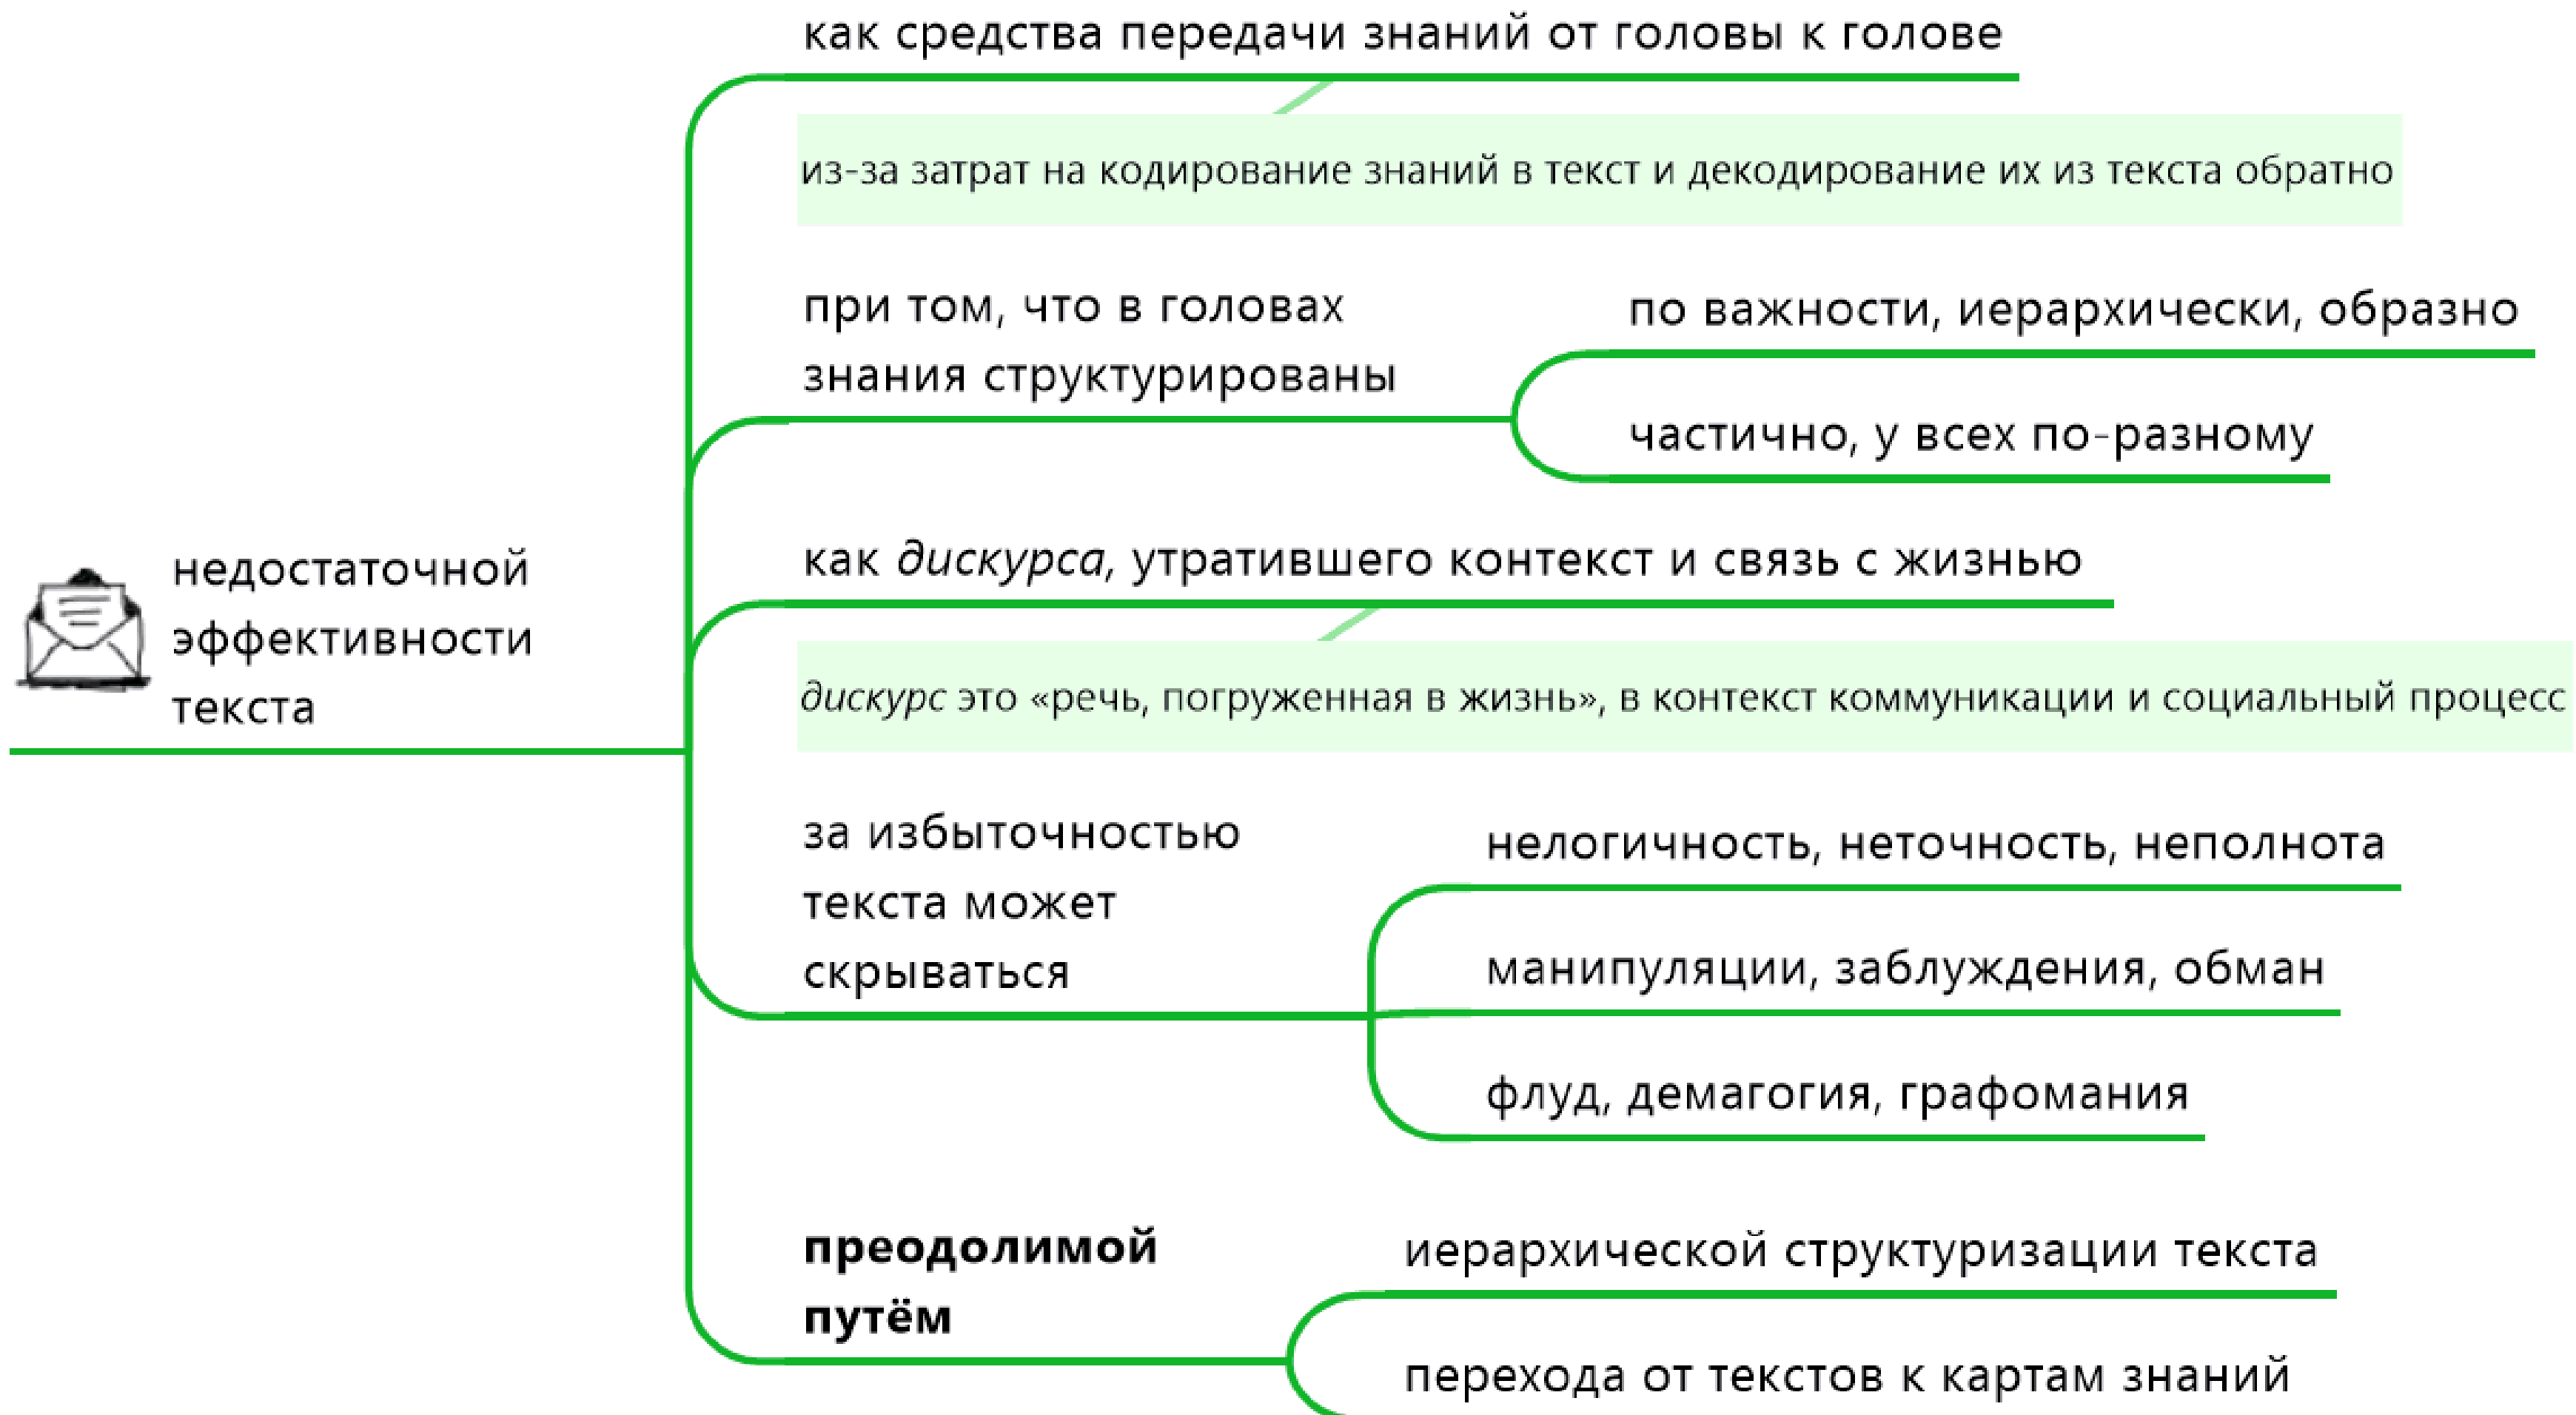 недостаточной
эффективности
текста
как средства передачи знаний от головы к голове
из-за затрат на кодирование знаний в текст и декодирование их из текста обратно
при том, что в головах
знания структурированы
по важности, иерархически, образно
частично, у всех по-разному
как дискурса, утратившего контекст и связь с жизнью
дискурс это «речь, погруженная в жизнь», в контекст коммуникации и социальный процесс
за избыточностью
текста может
скрываться
нелогичность, неточность, неполнота
манипуляции, заблуждения, обман
флуд, демагогия, графомания
преодолимой
путём
иерархической структуризации текста
перехода от текстов к картам знаний